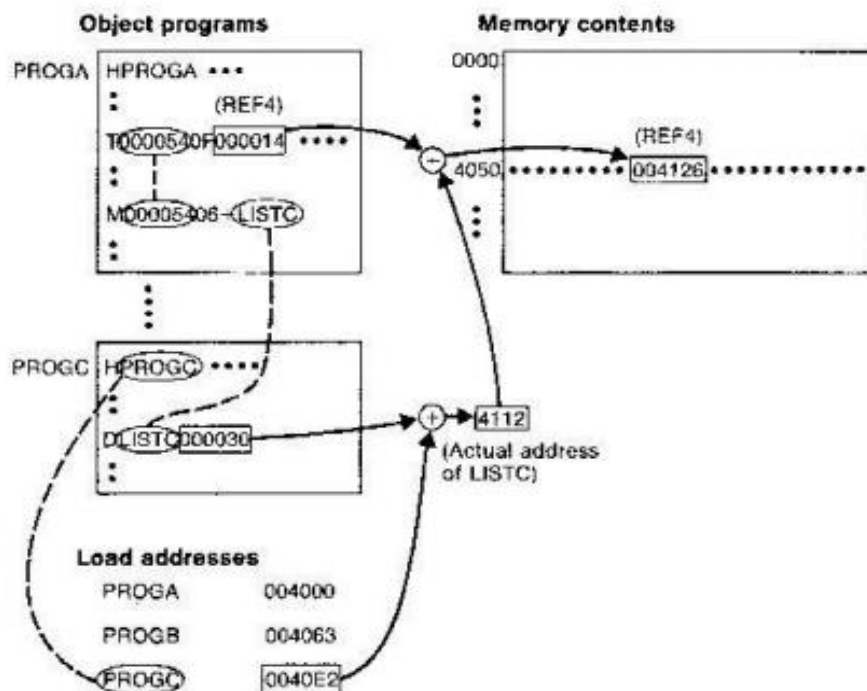 Object programs
Memory contents
PROGA HPROGA ••••
0000
(REF4)
T0000540F000014 ••••
(REF4)
4050
004126
M00005406+LISTC
PROGC HPROGC ••••
DLISTC000030
+
4112
(Actual address
of LISTC)
Load addresses
PROGA 004000
PROGB 004063
PROGC 0040E2